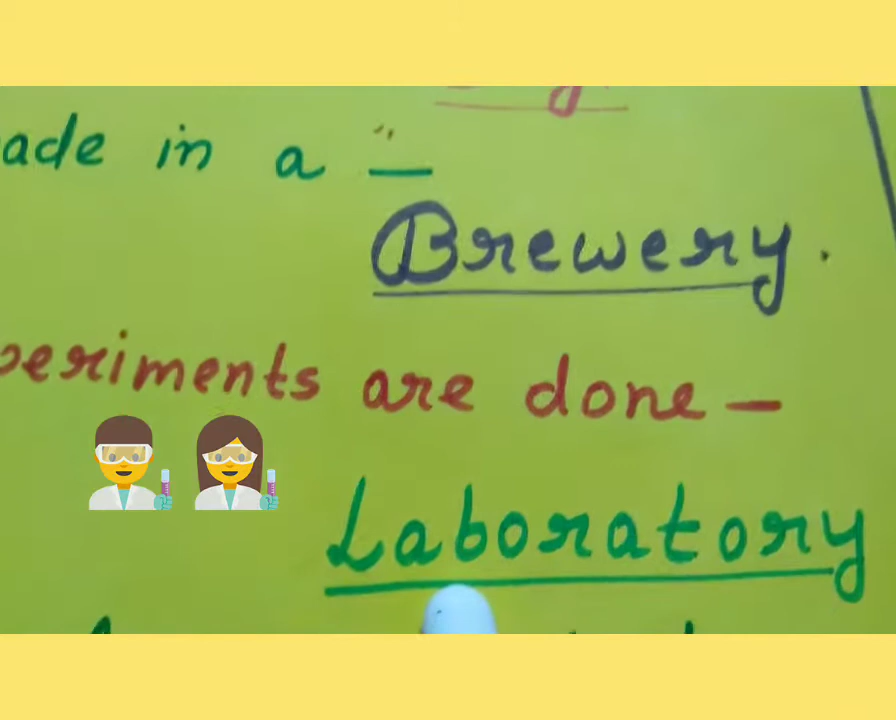 ade in a —
Brewery.
periments are done —
Laboratory